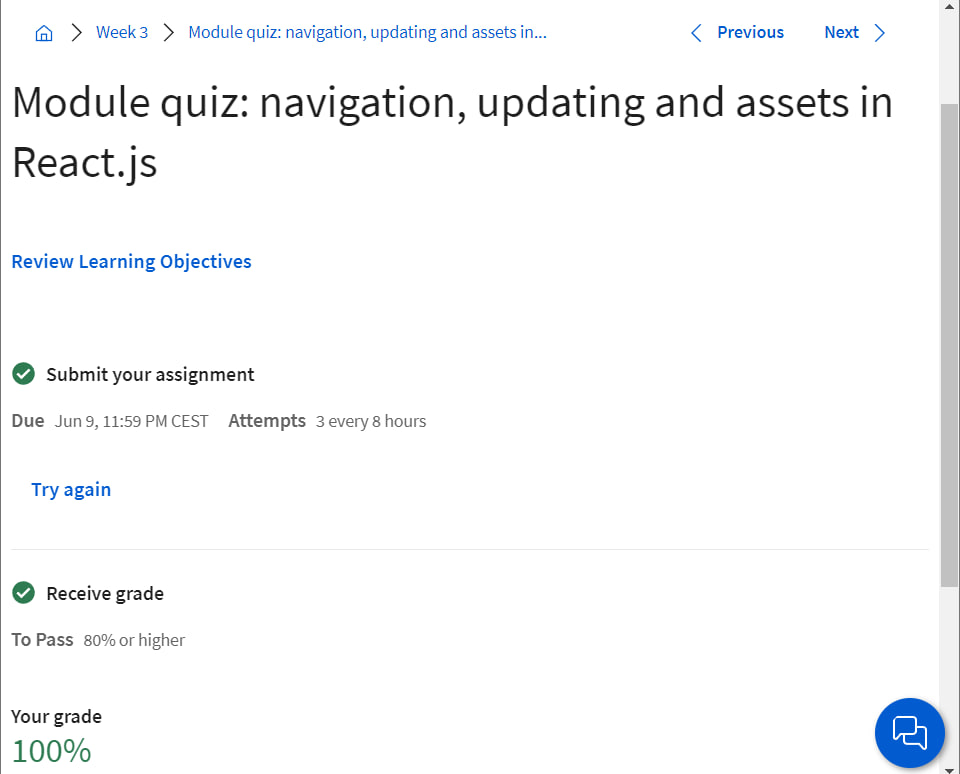 Week 3 Module quiz: navigation, updating and assets in... Previous Next
Module quiz: navigation, updating and assets in
React.js
Review Learning Objectives
Submit your assignment
Due Jun 9, 11:59 PM CEST Attempts 3 every 8 hours
Try again
Receive grade
To Pass 80% or higher
Your grade
100%